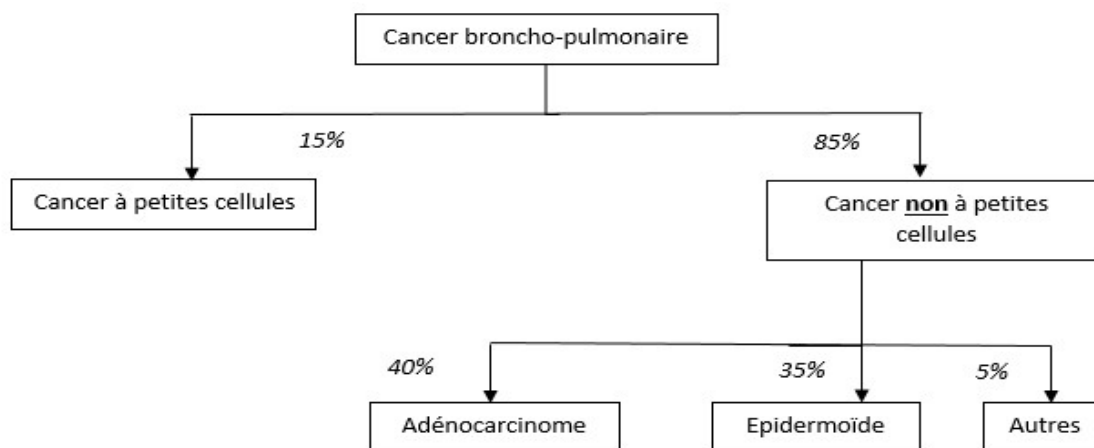 Cancer broncho-pulmonaire
15%
85%
Cancer à petites cellules
Cancer non à petites
cellules
40%
35%
5%
Adénocarcinome
Epidermoïde
Autres